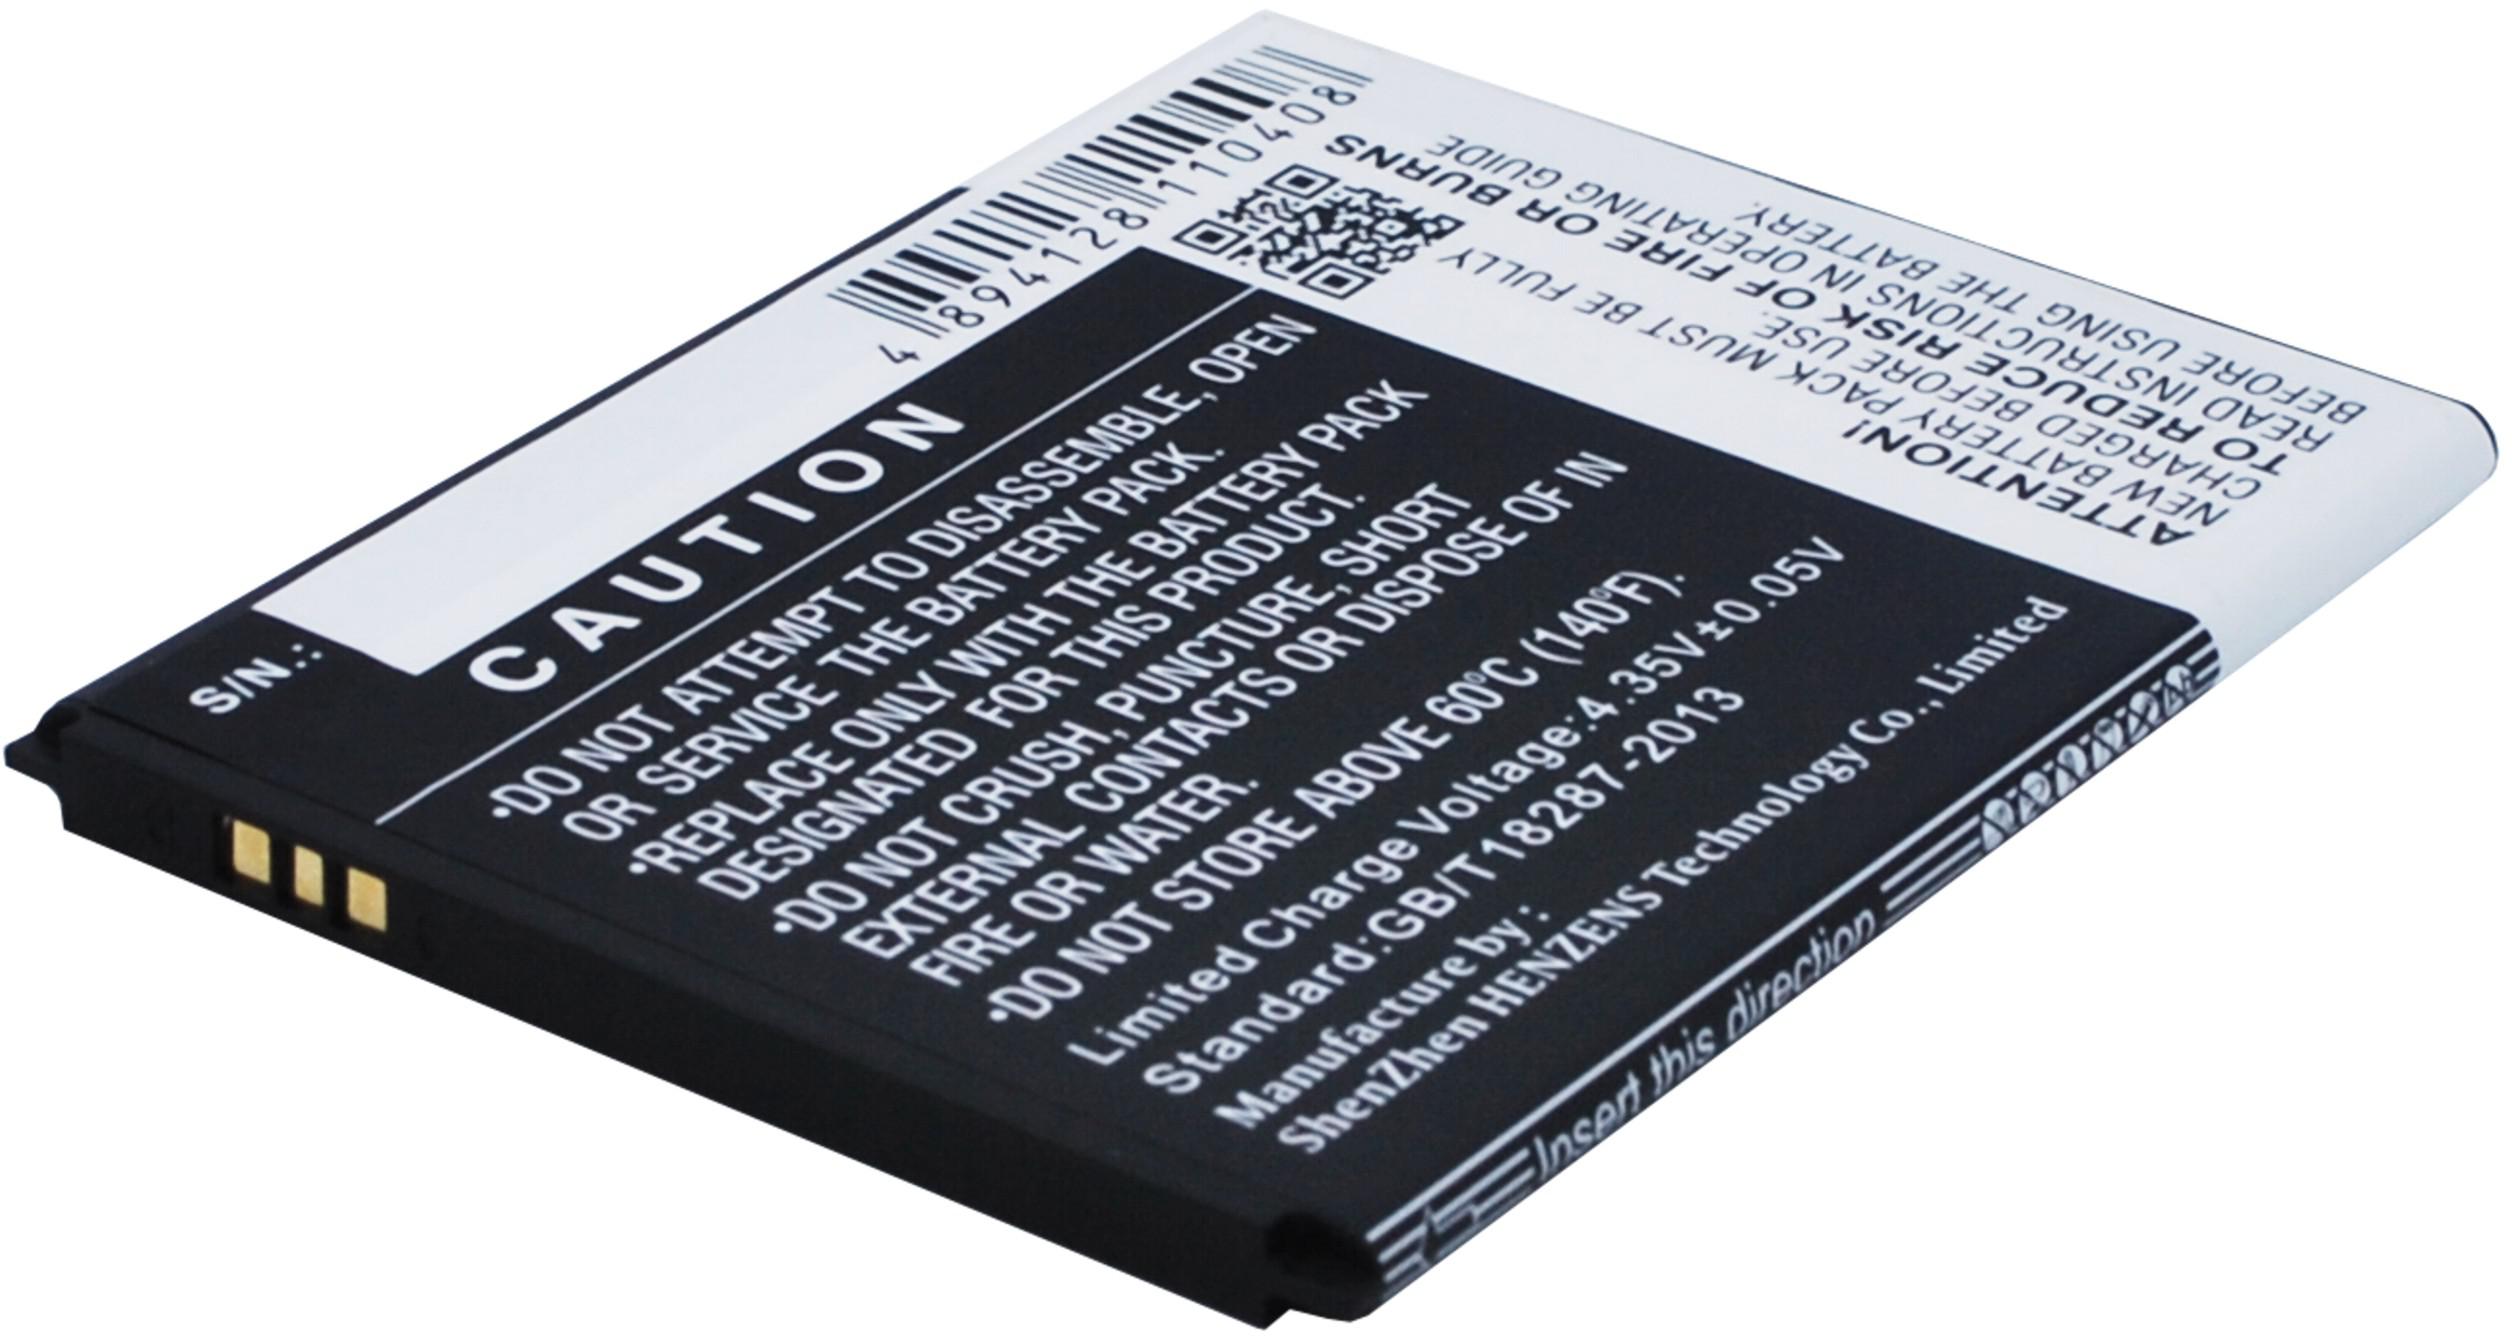 S/N.:
4 894128 110408
CAUTION
•DO NOT ATTEMPT TO DISASSEMBLE, OPEN
OR SERVICE THE BATTERY PACK.
•REPLACE ONLY WITH THE BATTERY PACK
DESIGNATED FOR THIS PRODUCT.
•DO NOT CRUSH, PUNCTURE, SHORT
EXTERNAL CONTACTS OR DISPOSE OF IN
FIRE OR WATER.
•DO NOT STORE ABOVE 60°C (140°F).
Limited Charge Voltage:4.35V±0.05V
Standard:GB/T18287-2013
Manufacture by:
ShenZhen HENZENS Technology Co., Limited
Insert this direction
ATTENTION!
NEW BATTERY PACK MUST BE FULLY
CHARGED BEFORE USE.
TO REDUCE RISK OF FIRE OR BURNS
READ INSTRUCTIONS IN OPERATING GUIDE
BEFORE USING THE BATTERY.